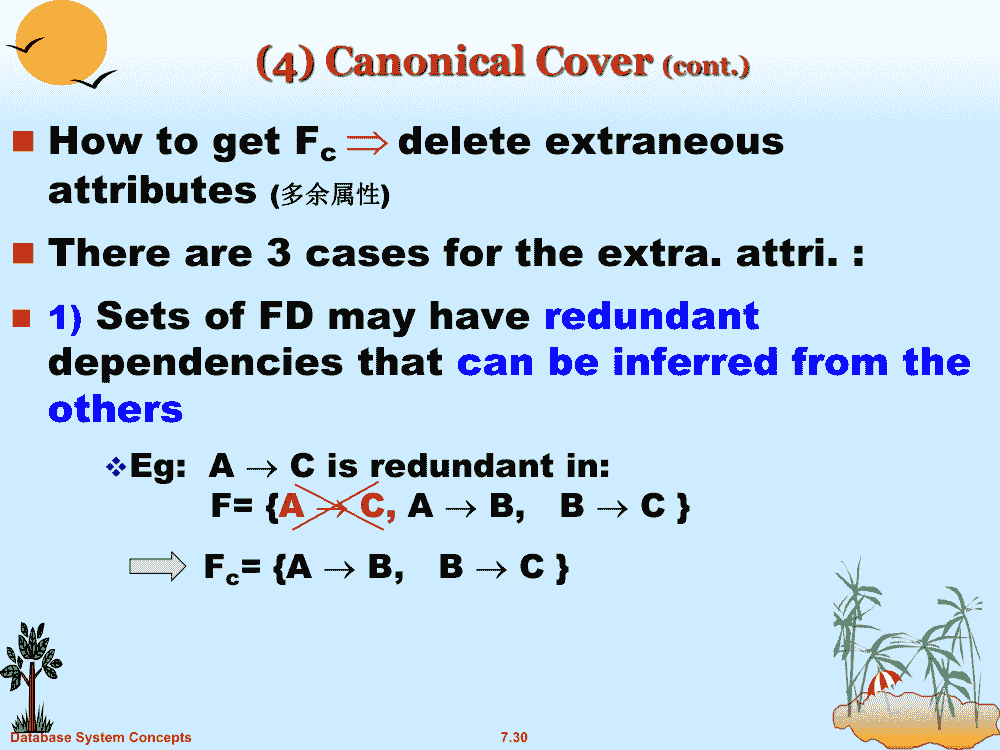 (4) Canonical Cover (cont.)
How to get Fc ⇒ delete extraneous
attributes (多余属性)
There are 3 cases for the extra. attri. :
1) Sets of FD may have redundant
dependencies that can be inferred from the
others
Eg: A → C is redundant in:
F= {A → C, A → B, B → C }
Fc= {A → B, B → C }
Database System Concepts
7.30